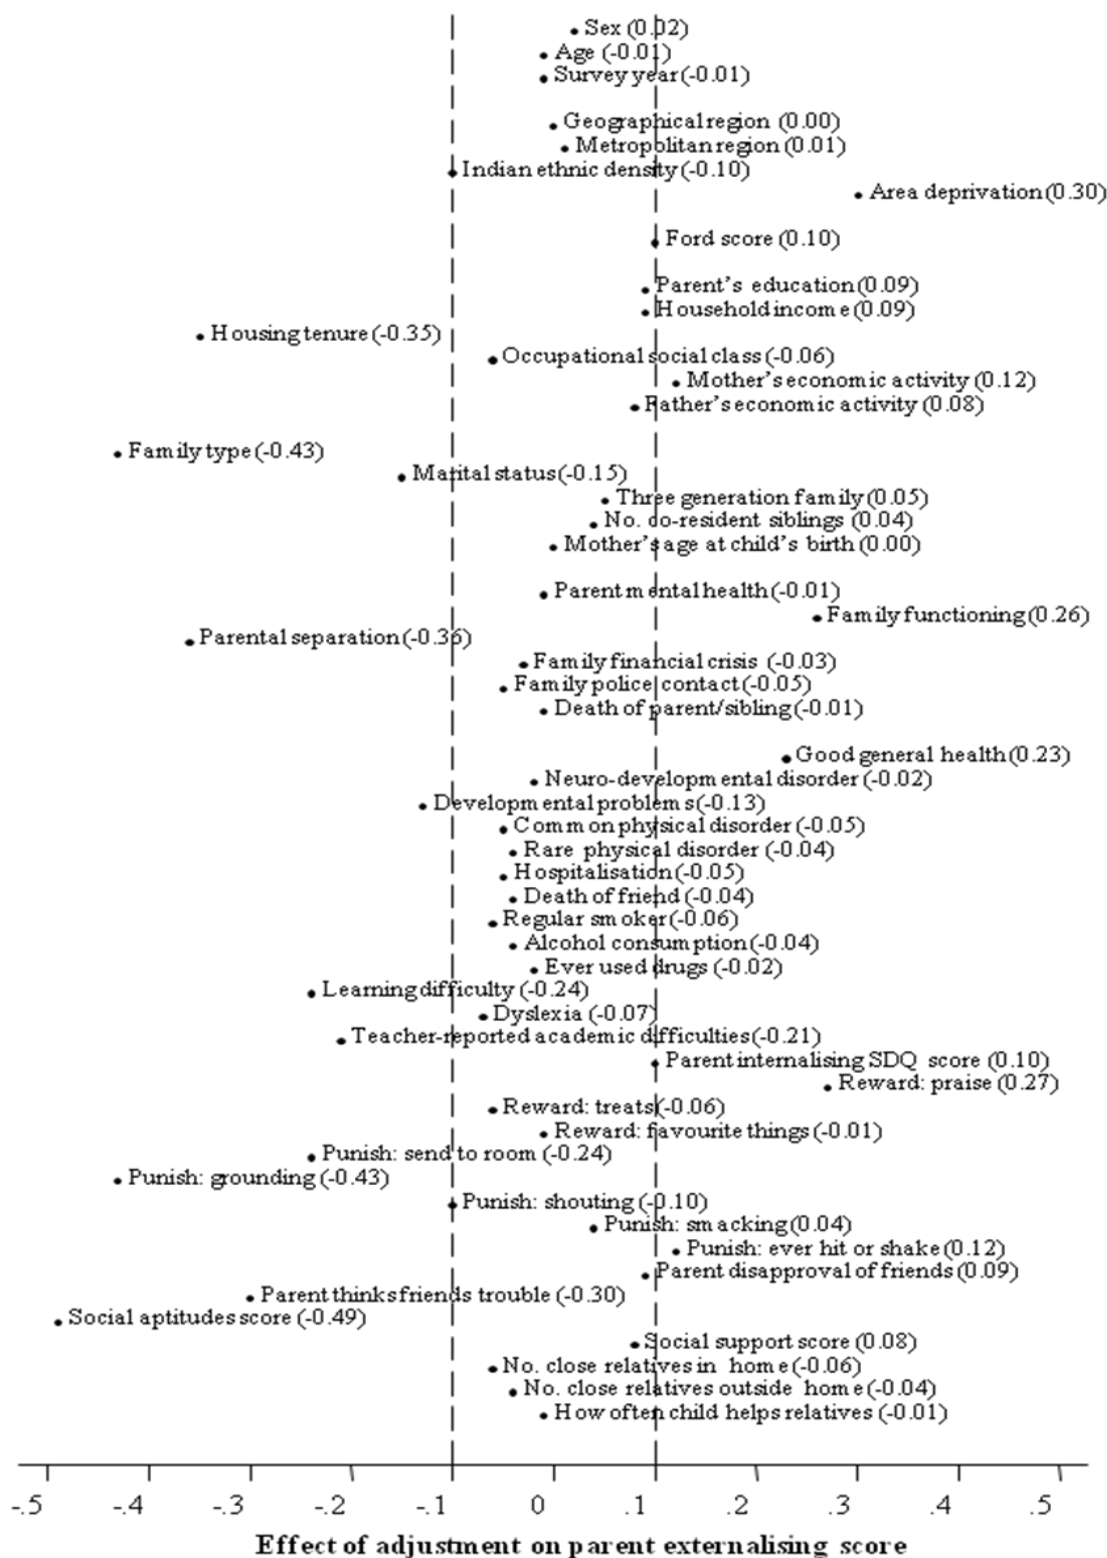 Sex (0.02)
Age (-0.01)
Survey year (-0.01)
Geographical region (0.00)
Metropolitan region (0.01)
Indian ethnic density (-0.10)
Area deprivation (0.30)
Ford score (0.10)
Parent's education (0.09)
Household income (0.09)
Housing tenure (-0.35)
Occupational social class (-0.06)
Mother's economic activity (0.12)
Father's economic activity (0.08)
Family type (-0.43)
Marital status (-0.15)
Three generation family (0.05)
No. co-resident siblings (0.04)
Mother's age at child's birth (0.00)
Parent mental health (-0.01)
Family functioning (0.26)
Parental separation (-0.36)
Family financial crisis (-0.03)
Family police contact (-0.05)
Death of parent/sibling (-0.01)
Good general health (0.23)
Neuro-developmental disorder (-0.02)
Developmental problems (-0.13)
Common physical disorder (-0.05)
Rare physical disorder (-0.04)
Hospitalisation (-0.05)
Death of friend (-0.04)
Regular smoker (-0.06)
Alcohol consumption (-0.04)
Ever used drugs (-0.02)
Learning difficulty (-0.24)
Dyslexia (-0.07)
Teacher-reported academic difficulties (-0.21)
Parent internalising SDQ score (0.10)
Reward: praise (0.27)
Reward: treats (-0.06)
Reward: favourite things (-0.01)
Punish: send to room (-0.24)
Punish: grounding (-0.43)
Punish: shouting (-0.10)
Punish: smacking (0.04)
Punish: ever hit or shake (0.12)
Parent disapproval of friends (0.09)
Parent thinks friends trouble (-0.30)
Social aptitudes score (-0.49)
Social support score (0.08)
No. close relatives in home (-0.06)
No. close relatives outside home (-0.04)
How often child helps relatives (-0.01)
-.5 -.4 -.3 -.2 -.1 0 .1 .2 .3 .4 .5
Effect of adjustment on parent externalising score